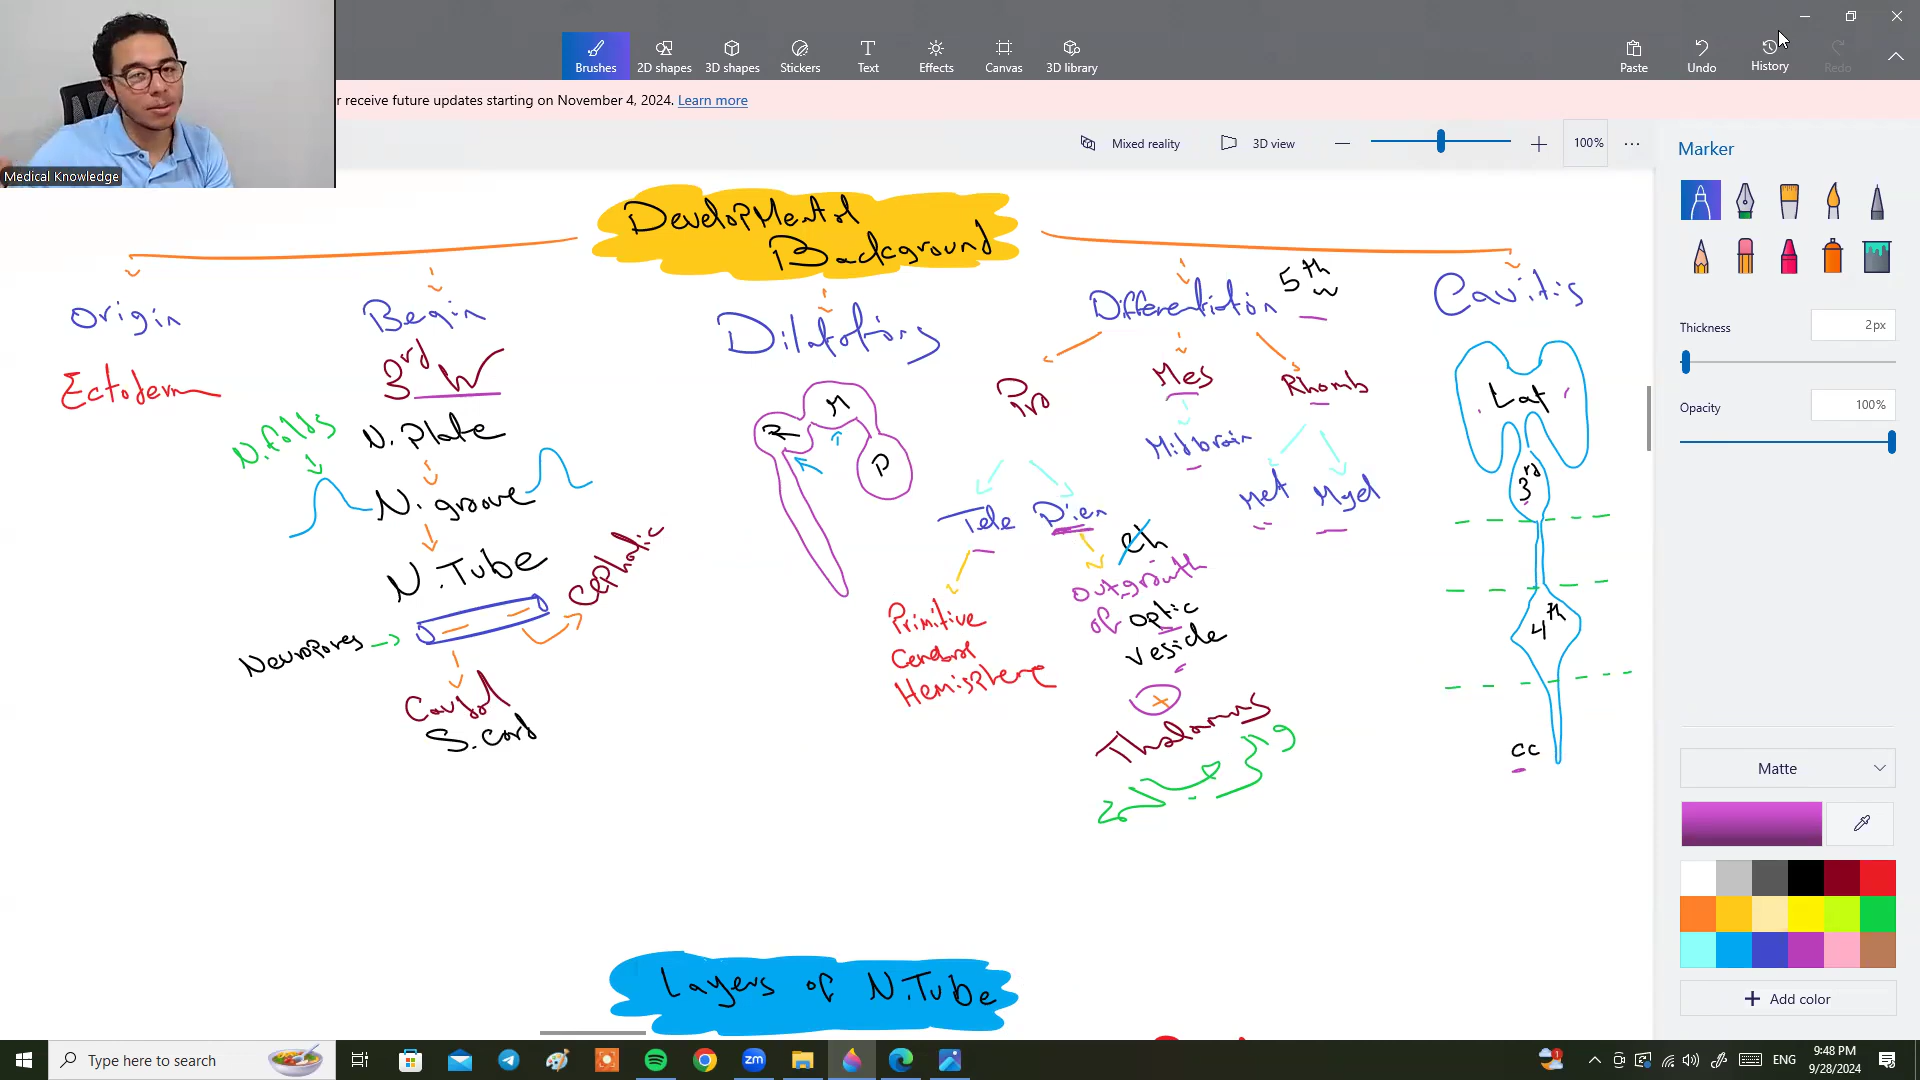 Brushes
2D shapes
3D shapes
Stickers
Text
Effects
Canvas
3D library
Paste
Undo
History
Redo
r receive future updates starting on November 4, 2024. Learn more
Mixed reality
3D view
100%
Medical Knowledge
Marker
Thickness
2px
Opacity
100%
Matte
Add color
Developmental
Background
Origin
Ectoderm
Begin
3rd W
N. Plate
N. folds
N. groove
N. Tube
Cephalic
Neuropores
Caudal
S. cord
Dilatations
R
M
P
Differentiation
5th
w
Pro
Mes
Rhomb
Midbrain
Met Myel
Tele Dien
Primitive
Cerebral
Hemisphere
outgrowth
of optic
vesicle
Thalamus
Cavitis
Lat
3rd
4th
cc
Layers of N.Tube
Type here to search
zm
ENG
9:48 PM
9/28/2024